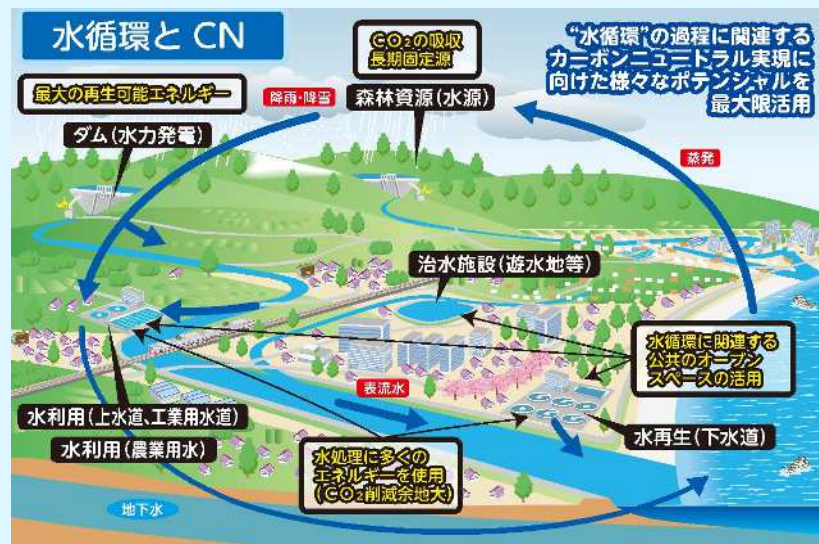 水循環とCN
CO₂の吸収
長期固定源
“水循環”の過程に関連する
カーボンニュートラル実現に
向けた様々なポテンシャルを
最大限活用
最大の再生可能エネルギー
降雨・降雪
森林資源(水源)
ダム(水力発電)
蒸発
治水施設(遊水地等)
水循環に関連する
公共のオープン
スペースの活用
表流水
水利用(上水道、工業用水道)
水利用(農業用水)
水処理に多くの
エネルギーを使用
(CO₂削減余地大)
水再生(下水道)
地下水